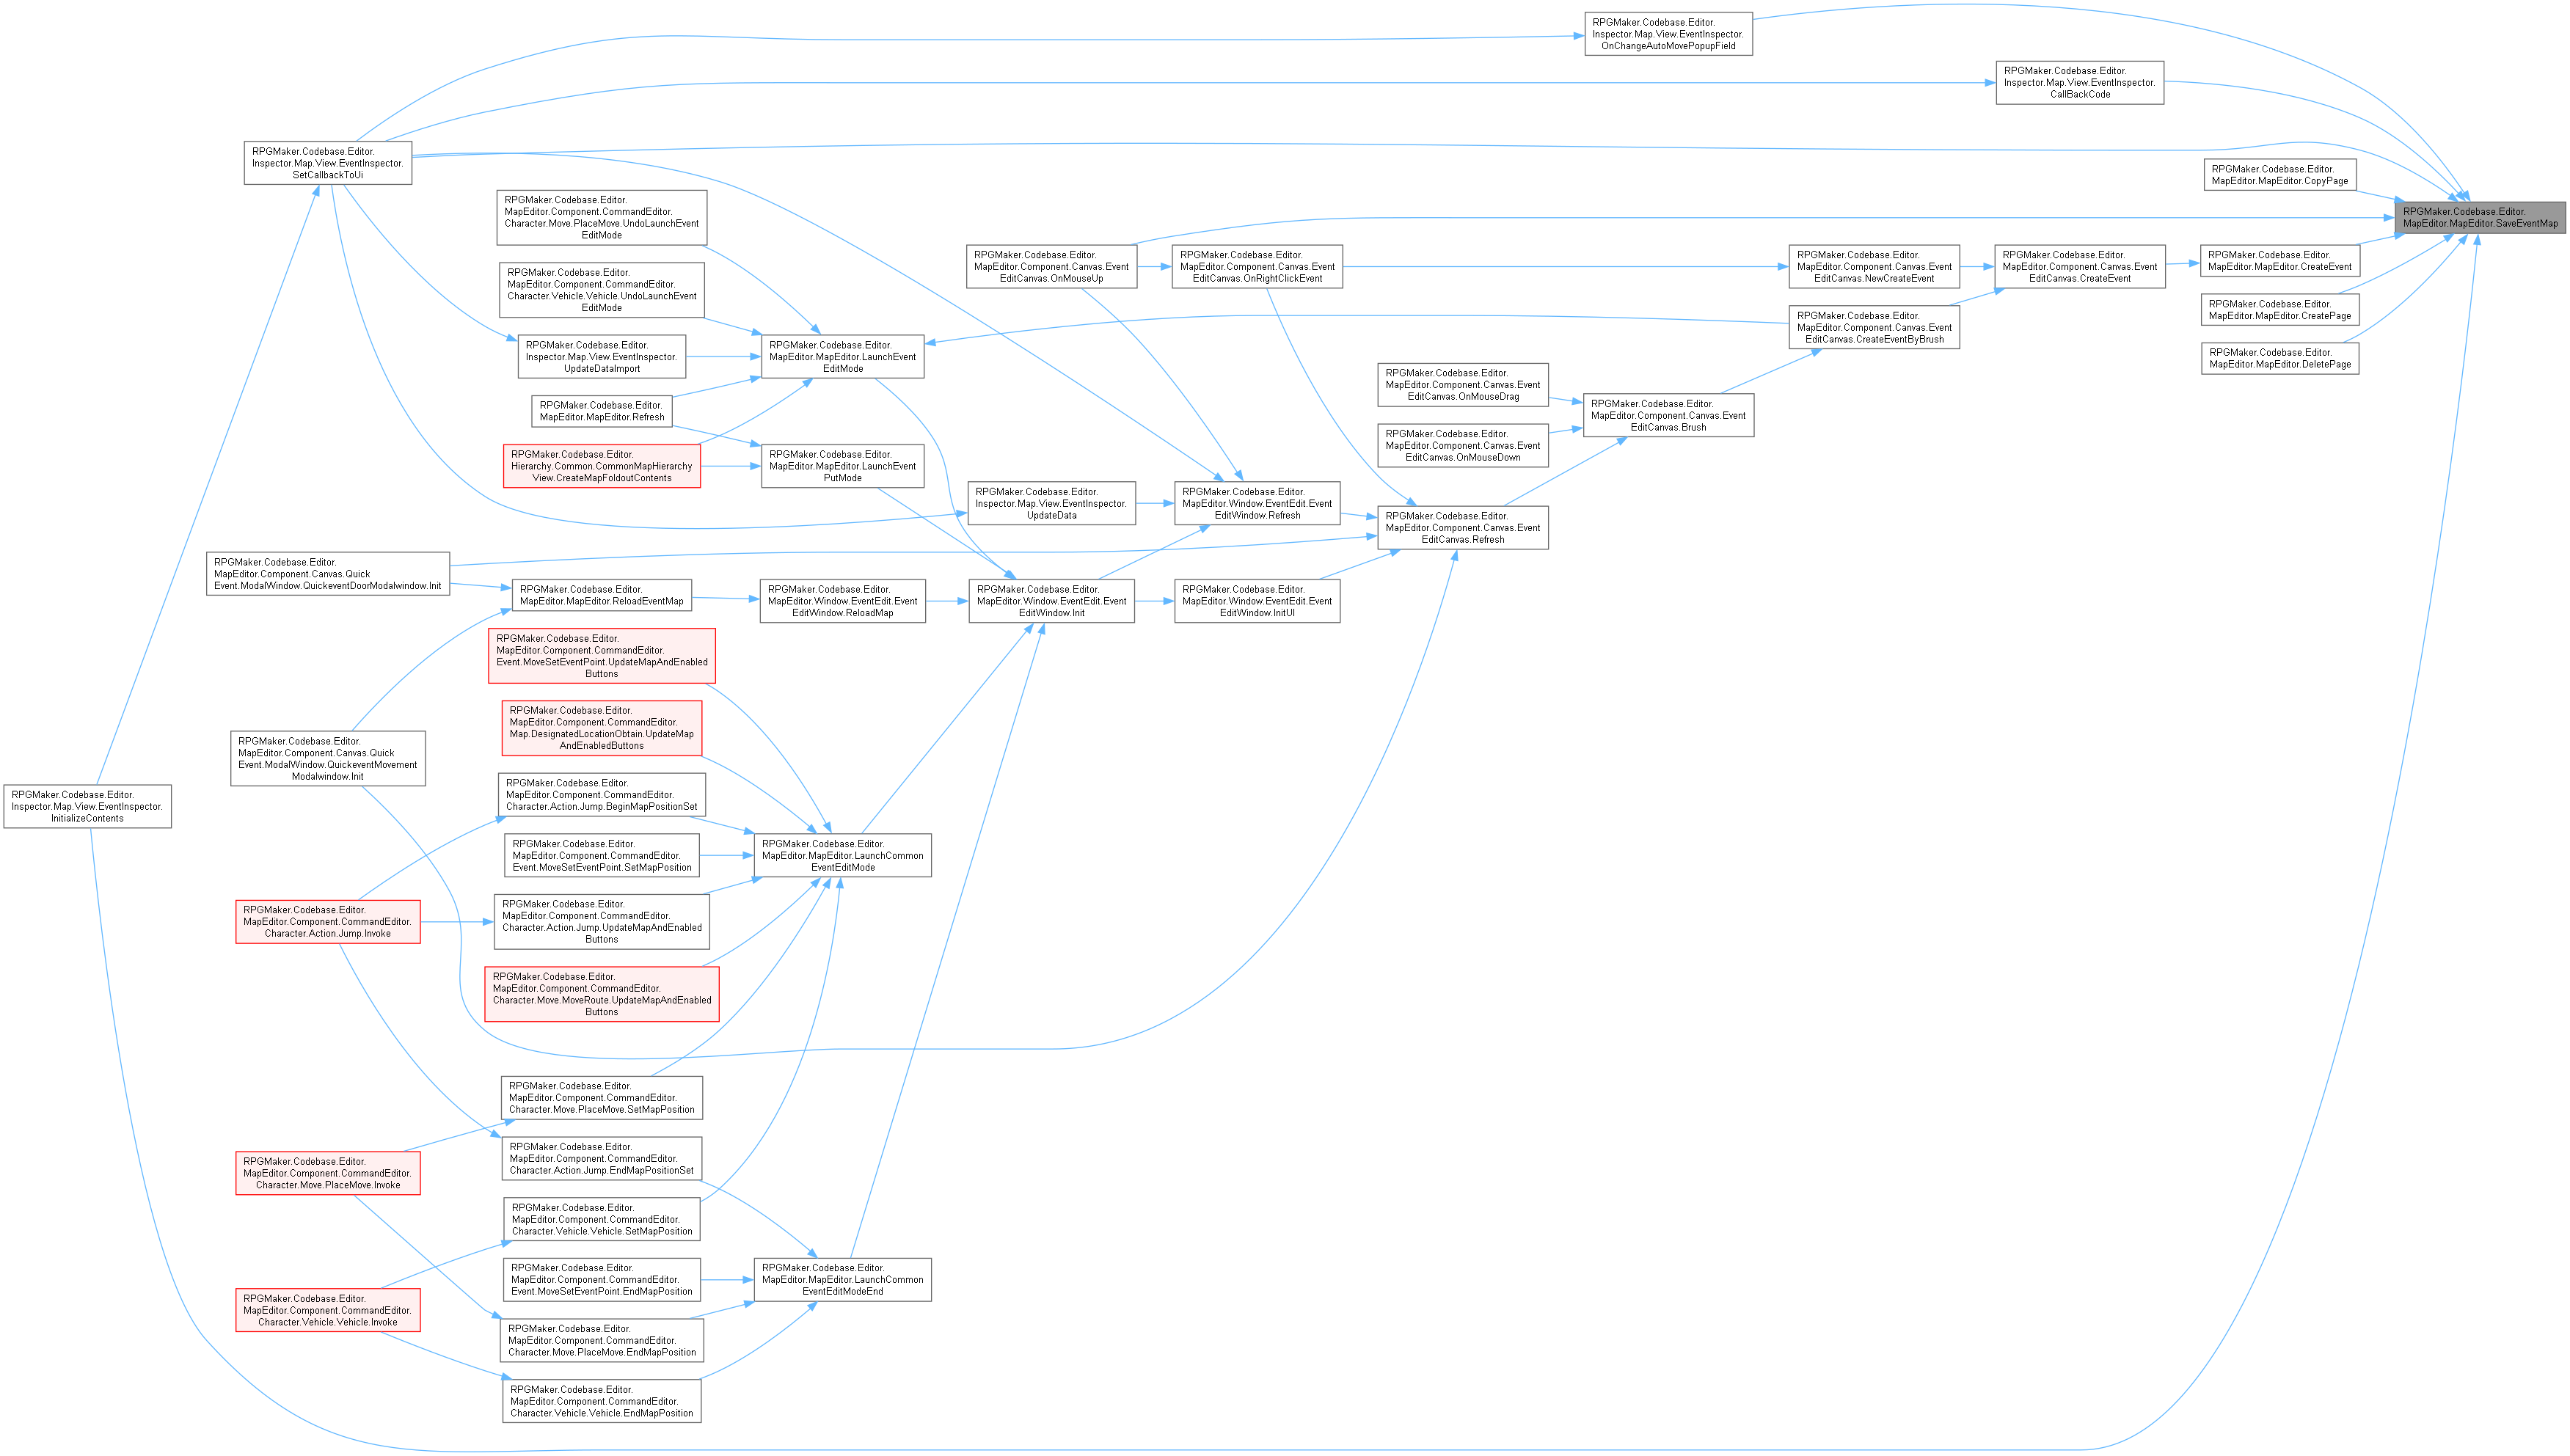 RPGMaker.Codebase.Editor.
Inspector.Map.View.EventInspector.
OnChangeAutoMovePopupField
RPGMaker.Codebase.Editor.
Inspector.Map.View.EventInspector.
CallBackCode
RPGMaker.Codebase.Editor.
Inspector.Map.View.EventInspector.
SetCallbackToUi
RPGMaker.Codebase.Editor.
MapEditor.MapEditor.CopyPage
RPGMaker.Codebase.Editor.
MapEditor.MapEditor.SaveEventMap
RPGMaker.Codebase.Editor.
MapEditor.Component.CommandEditor.
Character.Move.PlaceMove.UndoLaunchEvent
EditMode
RPGMaker.Codebase.Editor.
MapEditor.Component.Canvas.Event
EditCanvas.OnMouseUp
RPGMaker.Codebase.Editor.
MapEditor.Component.Canvas.Event
EditCanvas.OnRightClickEvent
RPGMaker.Codebase.Editor.
MapEditor.Component.Canvas.Event
EditCanvas.NewCreateEvent
RPGMaker.Codebase.Editor.
MapEditor.Component.Canvas.Event
EditCanvas.CreateEvent
RPGMaker.Codebase.Editor.
MapEditor.MapEditor.CreateEvent
RPGMaker.Codebase.Editor.
MapEditor.Component.CommandEditor.
Character.Vehicle.Vehicle.UndoLaunchEvent
EditMode
RPGMaker.Codebase.Editor.
MapEditor.MapEditor.CreatePage
RPGMaker.Codebase.Editor.
MapEditor.Component.Canvas.Event
EditCanvas.CreateEventByBrush
RPGMaker.Codebase.Editor.
Inspector.Map.View.EventInspector.
UpdateDataImport
RPGMaker.Codebase.Editor.
MapEditor.MapEditor.LaunchEvent
EditMode
RPGMaker.Codebase.Editor.
MapEditor.MapEditor.DeletePage
RPGMaker.Codebase.Editor.
MapEditor.Component.Canvas.Event
EditCanvas.OnMouseDrag
RPGMaker.Codebase.Editor.
MapEditor.MapEditor.Refresh
RPGMaker.Codebase.Editor.
MapEditor.Component.Canvas.Event
EditCanvas.Brush
RPGMaker.Codebase.Editor.
MapEditor.Component.Canvas.Event
EditCanvas.OnMouseDown
RPGMaker.Codebase.Editor.
Hierarchy.Common.CommonMapHierarchy
View.CreateMapFoldoutContents
RPGMaker.Codebase.Editor.
MapEditor.MapEditor.LaunchEvent
PutMode
RPGMaker.Codebase.Editor.
Inspector.Map.View.EventInspector.
UpdateData
RPGMaker.Codebase.Editor.
MapEditor.Window.EventEdit.Event
EditWindow.Refresh
RPGMaker.Codebase.Editor.
MapEditor.Component.Canvas.Event
EditCanvas.Refresh
RPGMaker.Codebase.Editor.
MapEditor.Component.Canvas.Quick
Event.ModalWindow.QuickeventDoorModalwindow.Init
RPGMaker.Codebase.Editor.
MapEditor.MapEditor.ReloadEventMap
RPGMaker.Codebase.Editor.
MapEditor.Window.EventEdit.Event
EditWindow.ReloadMap
RPGMaker.Codebase.Editor.
MapEditor.Window.EventEdit.Event
EditWindow.Init
RPGMaker.Codebase.Editor.
MapEditor.Window.EventEdit.Event
EditWindow.InitUI
RPGMaker.Codebase.Editor.
MapEditor.Component.CommandEditor.
Event.MoveSetEventPoint.UpdateMapAndEnabled
Buttons
RPGMaker.Codebase.Editor.
MapEditor.Component.CommandEditor.
Map.DesignatedLocationObtain.UpdateMap
AndEnabledButtons
RPGMaker.Codebase.Editor.
MapEditor.Component.Canvas.Quick
Event.ModalWindow.QuickeventMovement
Modalwindow.Init
RPGMaker.Codebase.Editor.
Inspector.Map.View.EventInspector.
InitializeContents
RPGMaker.Codebase.Editor.
MapEditor.Component.CommandEditor.
Character.Action.Jump.BeginMapPositionSet
RPGMaker.Codebase.Editor.
MapEditor.Component.CommandEditor.
Event.MoveSetEventPoint.SetMapPosition
RPGMaker.Codebase.Editor.
MapEditor.MapEditor.LaunchCommon
EventEditMode
RPGMaker.Codebase.Editor.
MapEditor.Component.CommandEditor.
Character.Action.Jump.Invoke
RPGMaker.Codebase.Editor.
MapEditor.Component.CommandEditor.
Character.Action.Jump.UpdateMapAndEnabled
Buttons
RPGMaker.Codebase.Editor.
MapEditor.Component.CommandEditor.
Character.Move.MoveRoute.UpdateMapAndEnabled
Buttons
RPGMaker.Codebase.Editor.
MapEditor.Component.CommandEditor.
Character.Move.PlaceMove.SetMapPosition
RPGMaker.Codebase.Editor.
MapEditor.Component.CommandEditor.
Character.Move.PlaceMove.Invoke
RPGMaker.Codebase.Editor.
MapEditor.Component.CommandEditor.
Character.Action.Jump.EndMapPositionSet
RPGMaker.Codebase.Editor.
MapEditor.Component.CommandEditor.
Character.Vehicle.Vehicle.SetMapPosition
RPGMaker.Codebase.Editor.
MapEditor.Component.CommandEditor.
Event.MoveSetEventPoint.EndMapPosition
RPGMaker.Codebase.Editor.
MapEditor.MapEditor.LaunchCommon
EventEditModeEnd
RPGMaker.Codebase.Editor.
MapEditor.Component.CommandEditor.
Character.Vehicle.Vehicle.Invoke
RPGMaker.Codebase.Editor.
MapEditor.Component.CommandEditor.
Character.Move.PlaceMove.EndMapPosition
RPGMaker.Codebase.Editor.
MapEditor.Component.CommandEditor.
Character.Vehicle.Vehicle.EndMapPosition